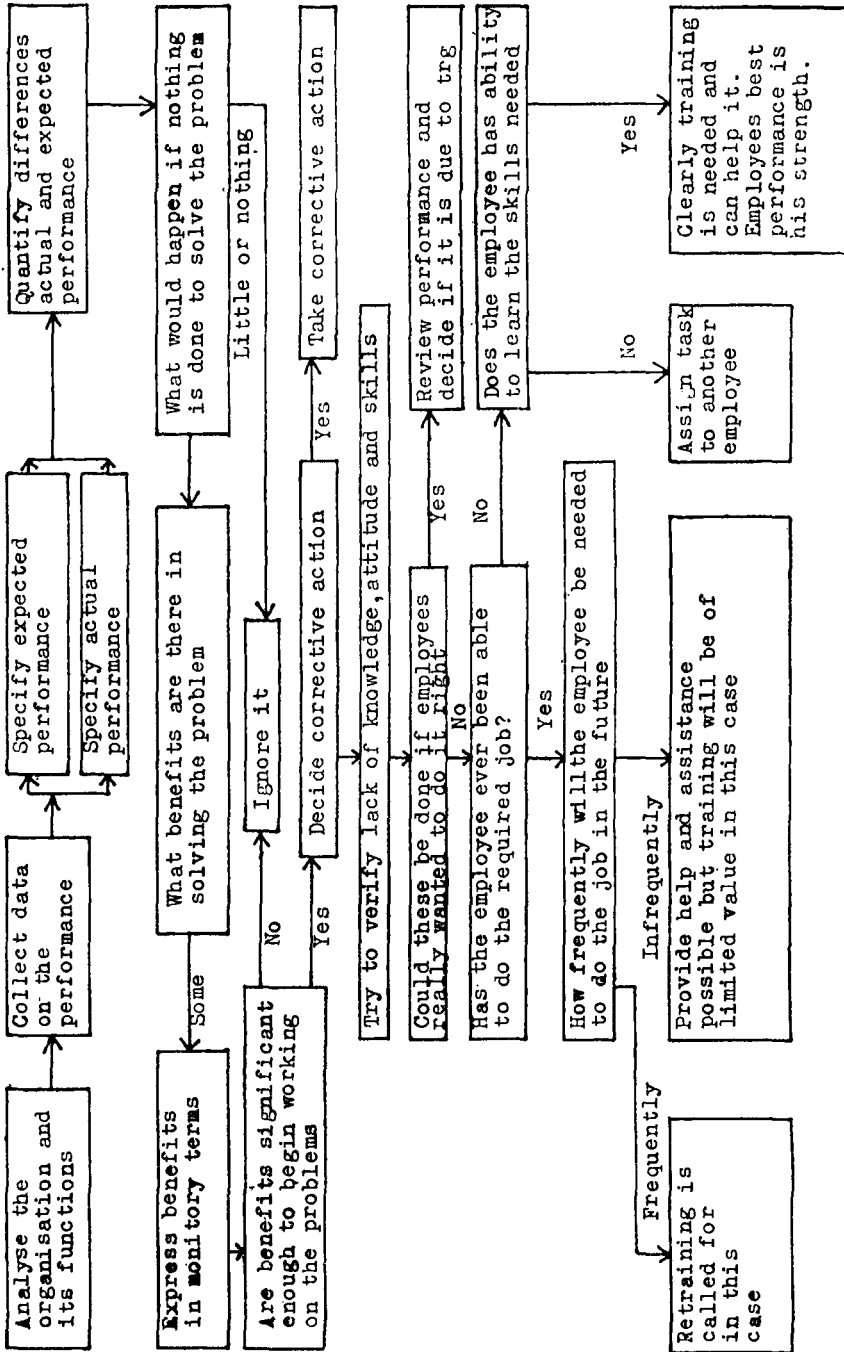 Analyse the
organisation and
its functions
Collect data
on the
performance
Specify expected
performance
Specify actual
performance
Quantify differences
actual and expected
performance
What would happen if nothing
is done to solve the problem
Little or nothing
What benefits are there in
solving the problem
Some
Express benefits
in monitory terms
Are benefits significant
enough to begin working
on the problems
No
Ignore it
Yes
Decide corrective action
Yes
Take corrective action
Try to verify lack of knowledge,attitude and skills
Could these be done if employees
really wanted to do it right
Yes
Review performance and
decide if it is due to trg
No
Has the employee ever been able
to do the required job?
No
Does the employee has ability
to learn the skills needed
Yes
How frequently will the employee be needed
to do the job in the future
Frequently
Infrequently
No
Yes
Retraining is
called for
in this
case
Provide help and assistance
possible but training will be of
limited value in this case
Assign task
to another
employee
Clearly training
is needed and
can help it.
Employees best
performance is
his strength.